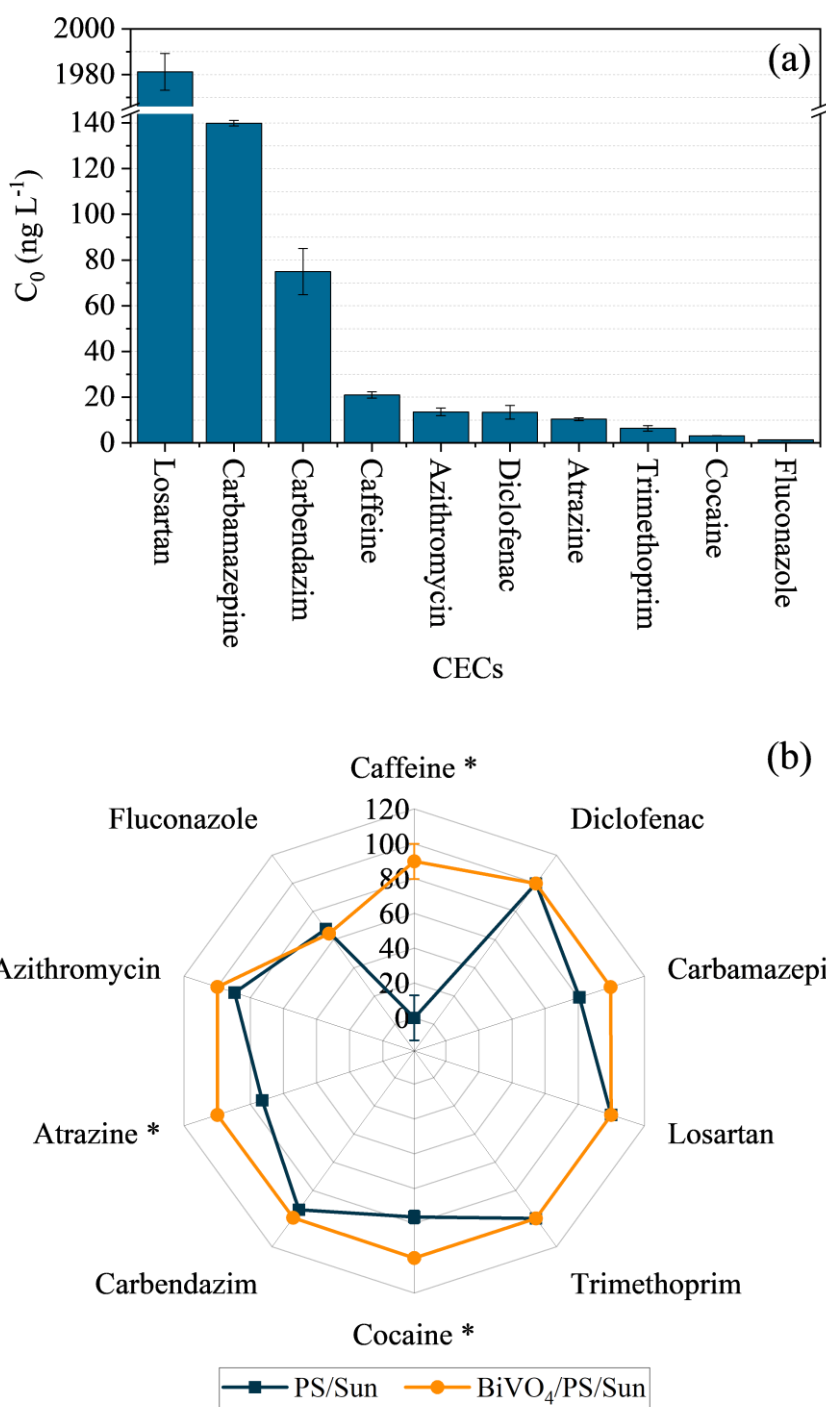 (a)
2000
1980
140
120
100
80
60
40
20
0
C₀ (ng L⁻¹)
Losartan
Carbamazepine
Carbendazim
Caffeine
Azithromycin
Diclofenac
Atrazine
Trimethoprim
Cocaine
Fluconazole
CECs
(b)
Caffeine *
Fluconazole
Diclofenac
120
100
80
60
40
20
0
Azithromycin
Carbamazepi
Atrazine *
Losartan
Carbendazim
Trimethoprim
Cocaine *
PS/Sun
BiVO₄/PS/Sun